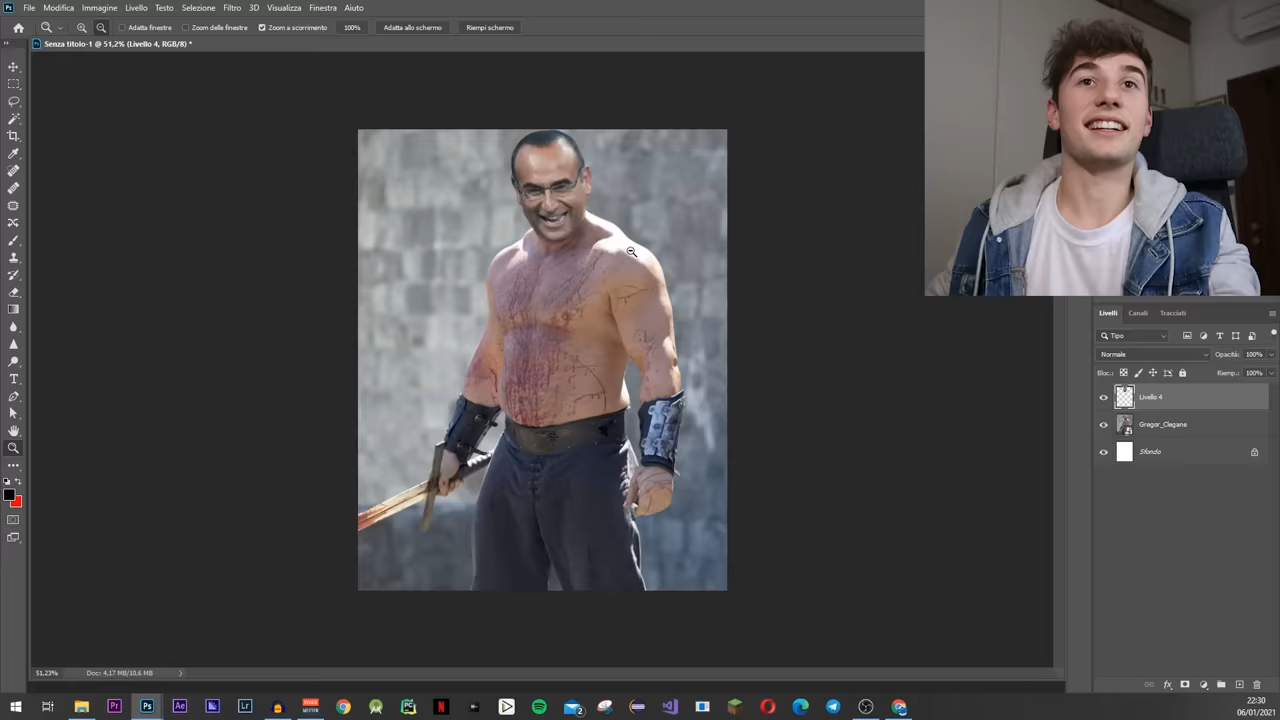 File Modifica Immagine Livello Testo Selezione Filtro 3D Visualizza Finestra Aiuto
Adatta finestre Zoom delle finestre Zoom a scorrimento 100% Adatta allo schermo Riempi schermo
Senza titolo-1 @ 51,2% (Livello 4, RGB/8) *
Livelli Canali Tracciati
Tipo
Normale Opacità: 100%
Bloc.: Riemp.: 100%
Livello 4
Gregor_Clegane
Sfondo
51,23% Doc: 4,17 MB/10,6 MB
22:30
06/01/2021